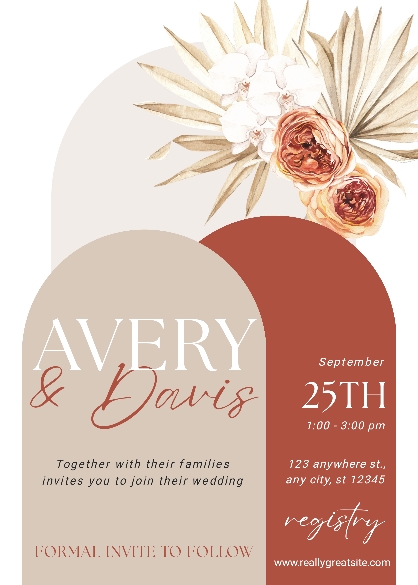 AVERY
& Davis
Together with their families
invites you to join their wedding
FORMAL INVITE TO FOLLOW
September
25TH
1:00 - 3:00 pm
123 anywhere st.,
any city, st 12345
registry
www.reallygreatsite.com